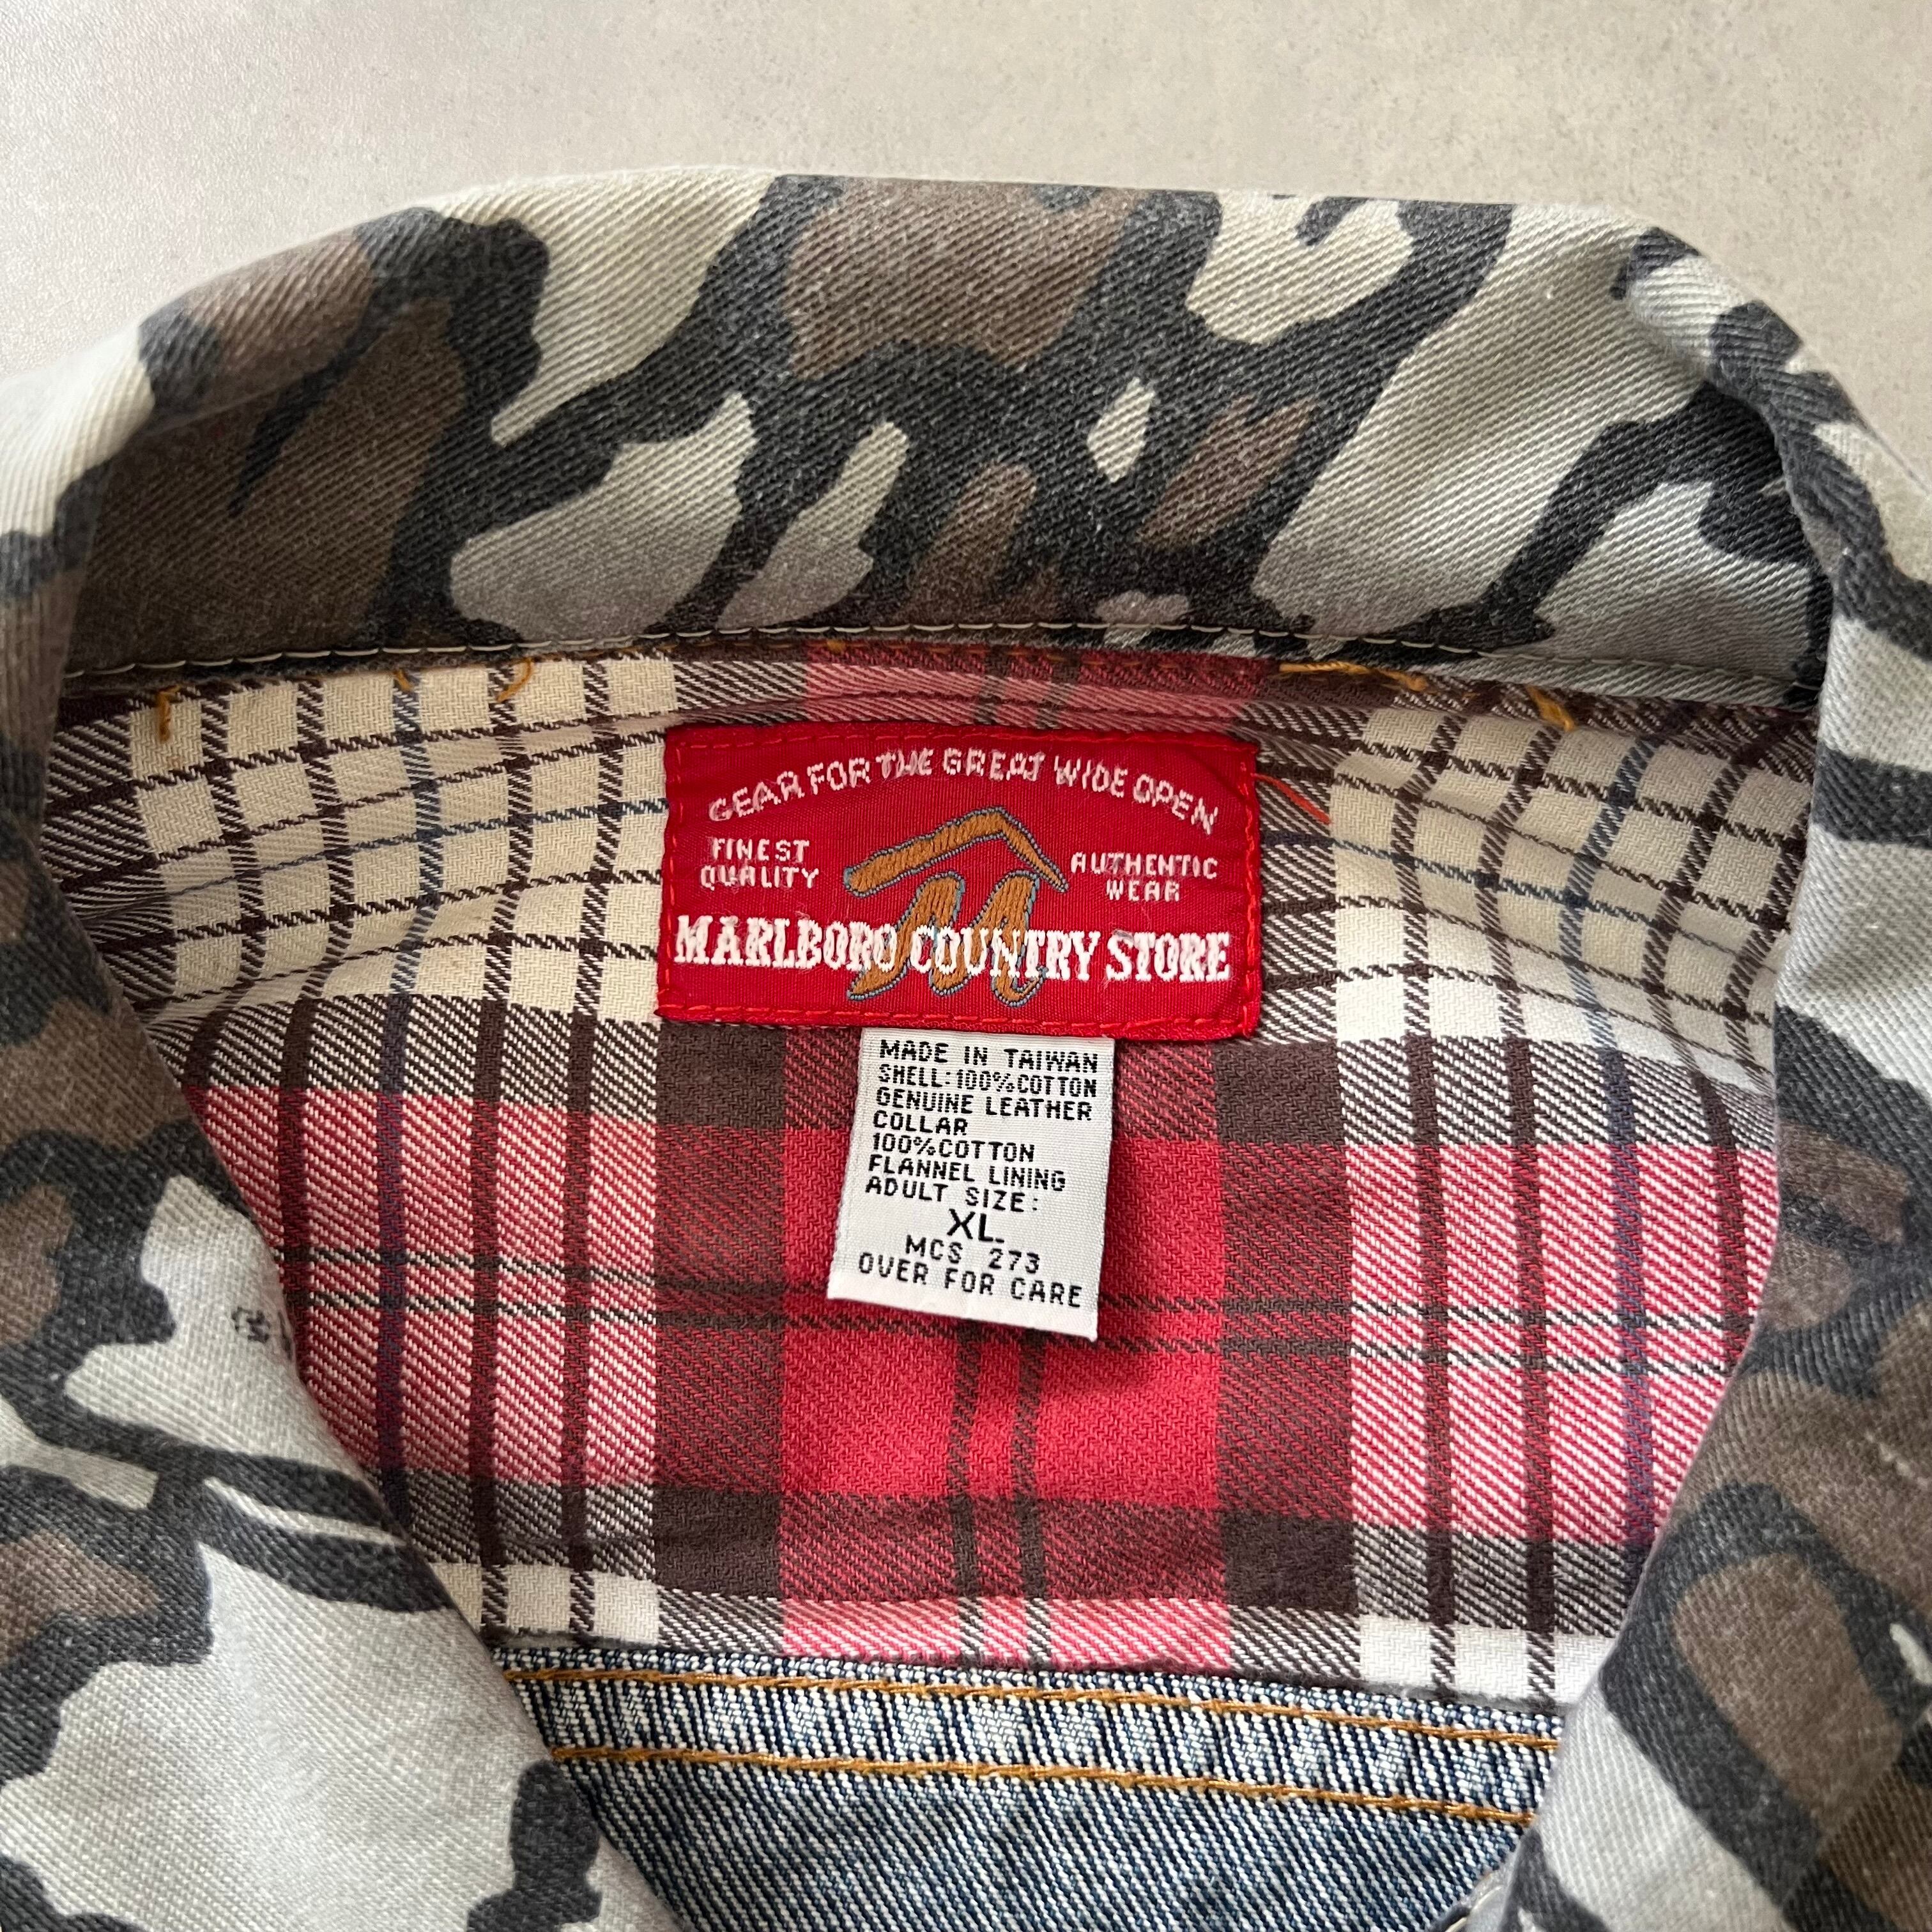 GEAR FOR THE GREAT WIDE OPEN
FINEST
QUALITY
AUTHENTIC
WEAR
MARLBORO COUNTRY STORE
MADE IN TAIWAN
SHELL:100%COTTON
GENUINE LEATHER
COLLAR
100%COTTON
FLANNEL LINING
ADULT SIZE:
XL
MCS 273
OVER FOR CARE